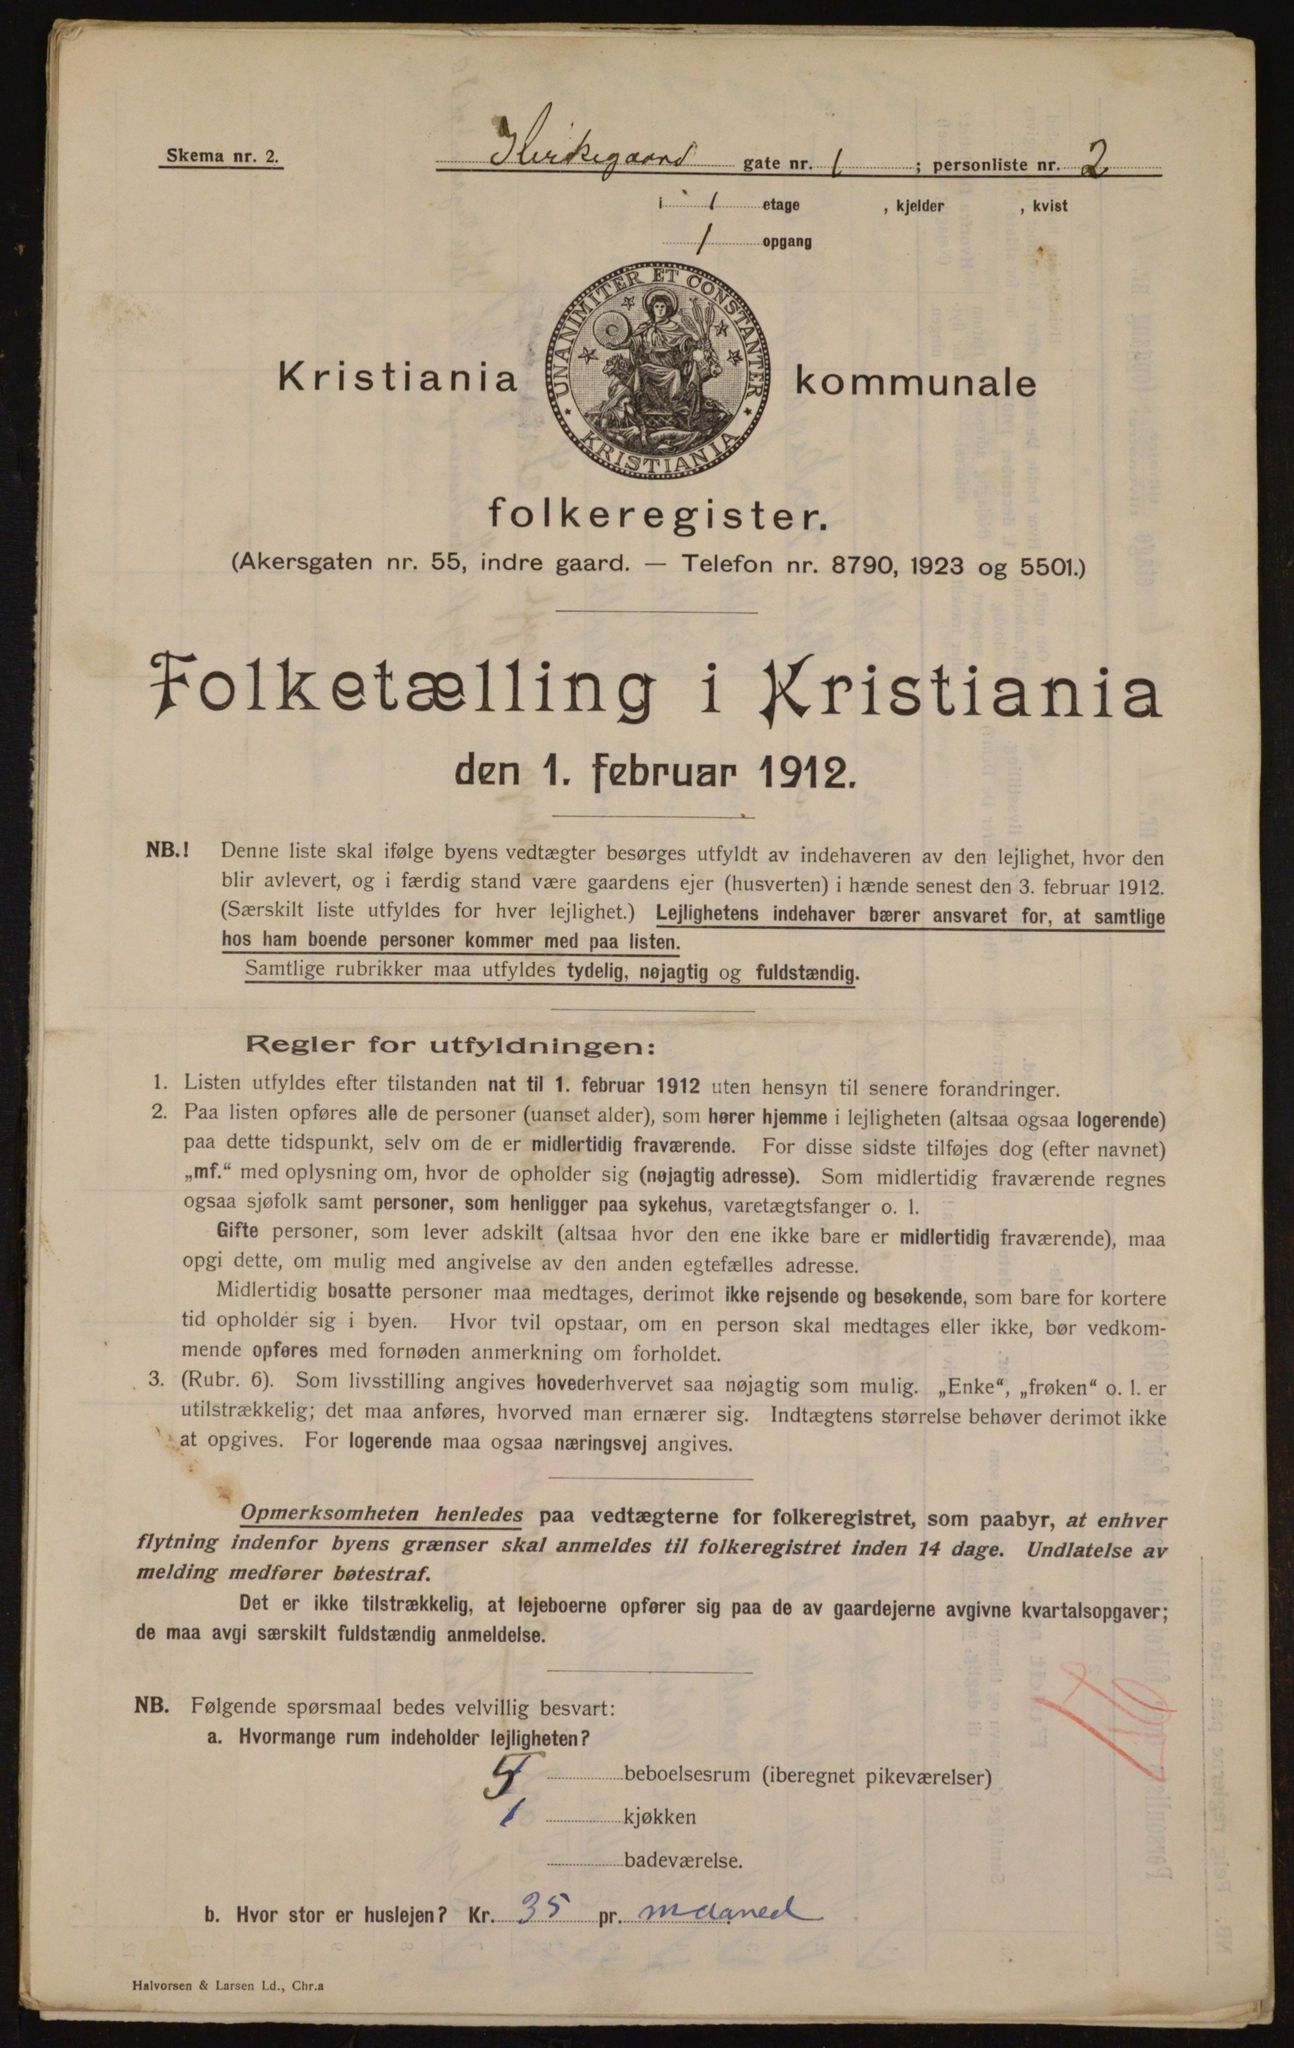 Skema nr. 2.
Kirkegaard gate nr. 1 ; personliste nr. 2
i 1 etage , kjelder , kvist
1 opgang
UNANIMITER ET CONSTANTER
KRISTIANIA
Kristiania kommunale
folkeregister.
(Akersgaten nr. 55, indre gaard. — Telefon nr. 8790, 1923 og 5501.)
Folketælling i Kristiania
den 1. februar 1912.
NB.! Denne liste skal ifølge byens vedtægter besørges utfyldt av indehaveren av den lejlighet, hvor den
blir avlevert, og i færdig stand være gaardens ejer (husverten) i hænde senest den 3. februar 1912.
(Særskilt liste utfyldes for hver lejlighet.) Lejlighetens indehaver bærer ansvaret for, at samtlige
hos ham boende personer kommer med paa listen.
Samtlige rubrikker maa utfyldes tydelig, nøjagtig og fuldstændig.
Regler for utfyldningen:
1. Listen utfyldes efter tilstanden nat til 1. februar 1912 uten hensyn til senere forandringer.
2. Paa listen opføres alle de personer (uanset alder), som hører hjemme i lejligheten (altsaa ogsaa logerende)
paa dette tidspunkt, selv om de er midlertidig fraværende. For disse sidste tilføjes dog (efter navnet)
„mf.“ med oplysning om, hvor de opholder sig (nøjagtig adresse). Som midlertidig fraværende regnes
ogsaa sjøfolk samt personer, som henligger paa sykehus, varetægtsfanger o. l.
Gifte personer, som lever adskilt (altsaa hvor den ene ikke bare er midlertidig fraværende), maa
opgi dette, om mulig med angivelse av den anden egtefælles adresse.
Midlertidig bosatte personer maa medtages, derimot ikke rejsende og besøkende, som bare for kortere
tid opholder sig i byen. Hvor tvil opstaar, om en person skal medtages eller ikke, bør vedkom-
mende opføres med fornøden anmerkning om forholdet.
3. (Rubr. 6). Som livsstilling angives hovederhvervet saa nøjagtig som mulig. „Enke“, „frøken“ o. l. er
utilstrækkelig; det maa anføres, hvorved man ernærer sig. Indtægtens størrelse behøver derimot ikke
at opgives. For logerende maa ogsaa næringsvej angives.
Opmerksomheten henledes paa vedtægterne for folkeregistret, som paabyr, at enhver
flytning indenfor byens grænser skal anmeldes til folkeregistret inden 14 dage. Undlatelse av
melding medfører bøtestraf.
Det er ikke tilstrækkelig, at lejeboerne opfører sig paa de av gaardejerne avgivne kvartalsopgaver;
de maa avgi særskilt fuldstændig anmeldelse.
NB. Følgende spørsmaal bedes velvillig besvart:
a. Hvormange rum indeholder lejligheten?
beboelsesrum (iberegnet pikeværelser)
1 kjøkken
badeværelse.
b. Hvor stor er huslejen? Kr. 35 pr. maaned
Halvorsen & Larsen Ld., Chr.a